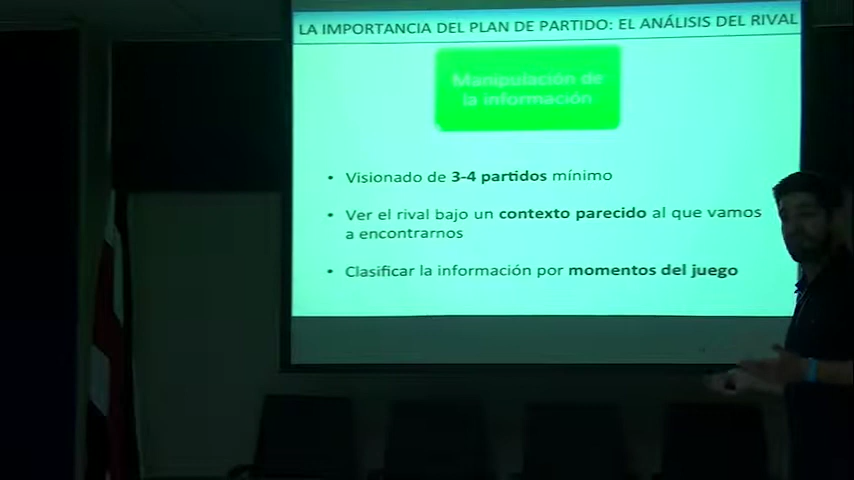 LA IMPORTANCIA DEL PLAN DE PARTIDO: EL ANÁLISIS DEL RIVAL
Manipulación de
la información
• Visionado de 3-4 partidos mínimo
• Ver el rival bajo un contexto parecido al que vamos
a encontrarnos
• Clasificar la información por momentos del juego